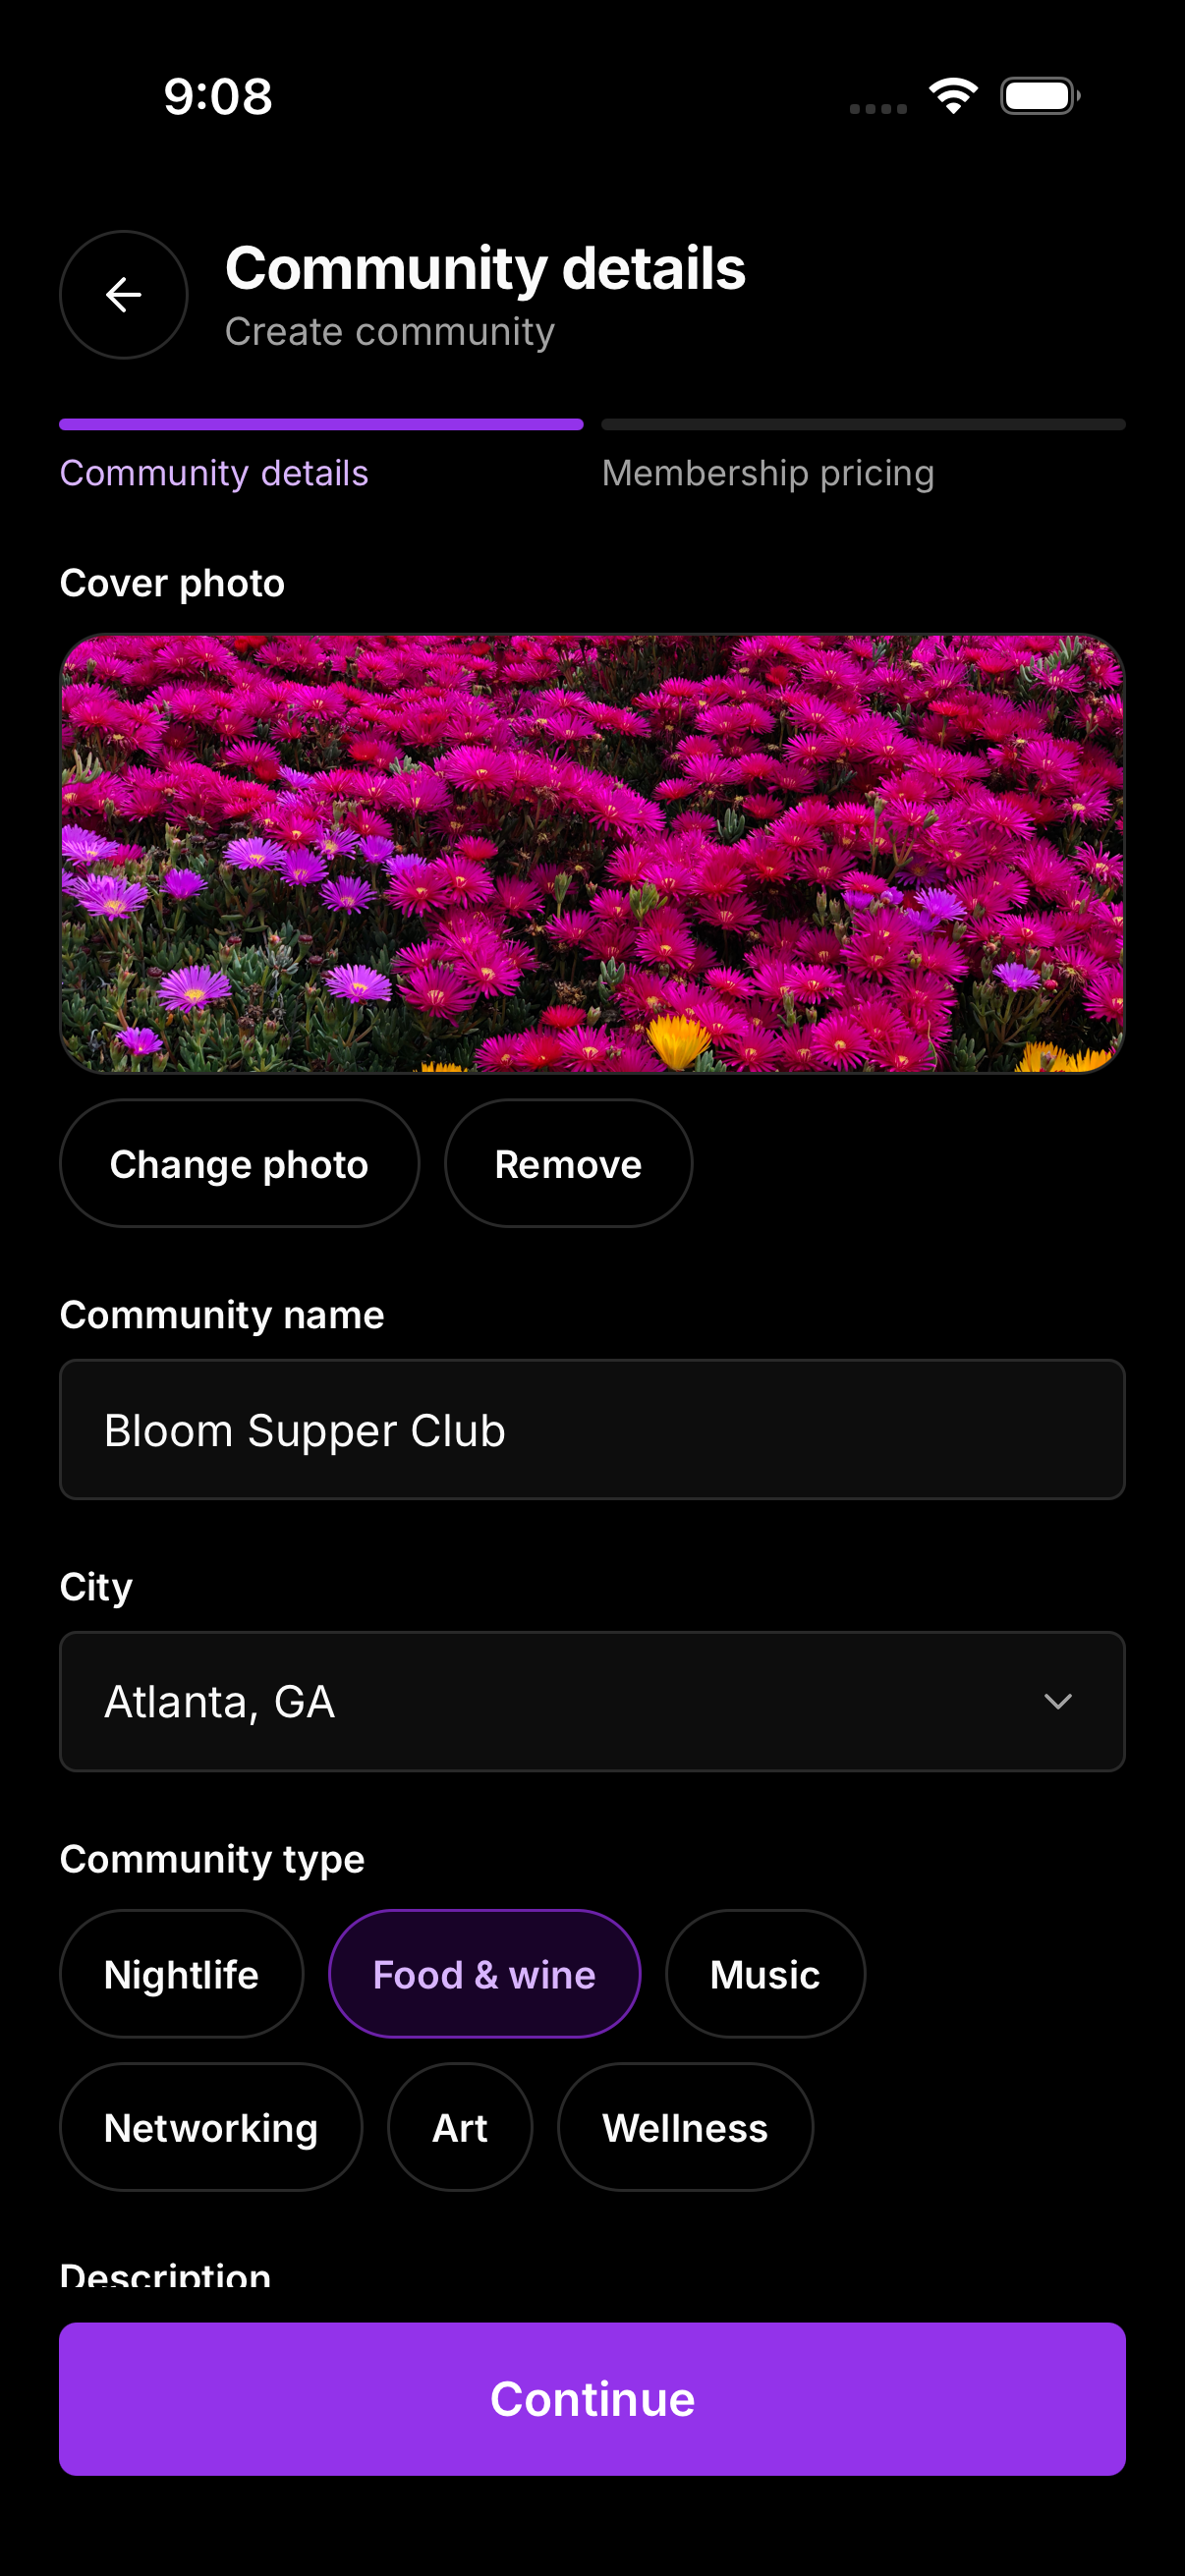 9:08
Community details
Create community
Community details
Membership pricing
Cover photo
Change photo
Remove
Community name
Bloom Supper Club
City
Atlanta, GA
Community type
Nightlife
Food & wine
Music
Networking
Art
Wellness
Description
Continue